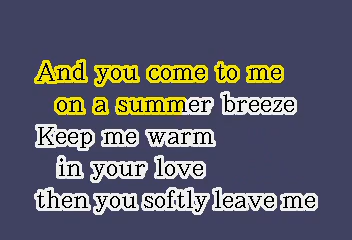 And you come to me
on a summer breeze
Keep me warm
in your love
then you softly leave me